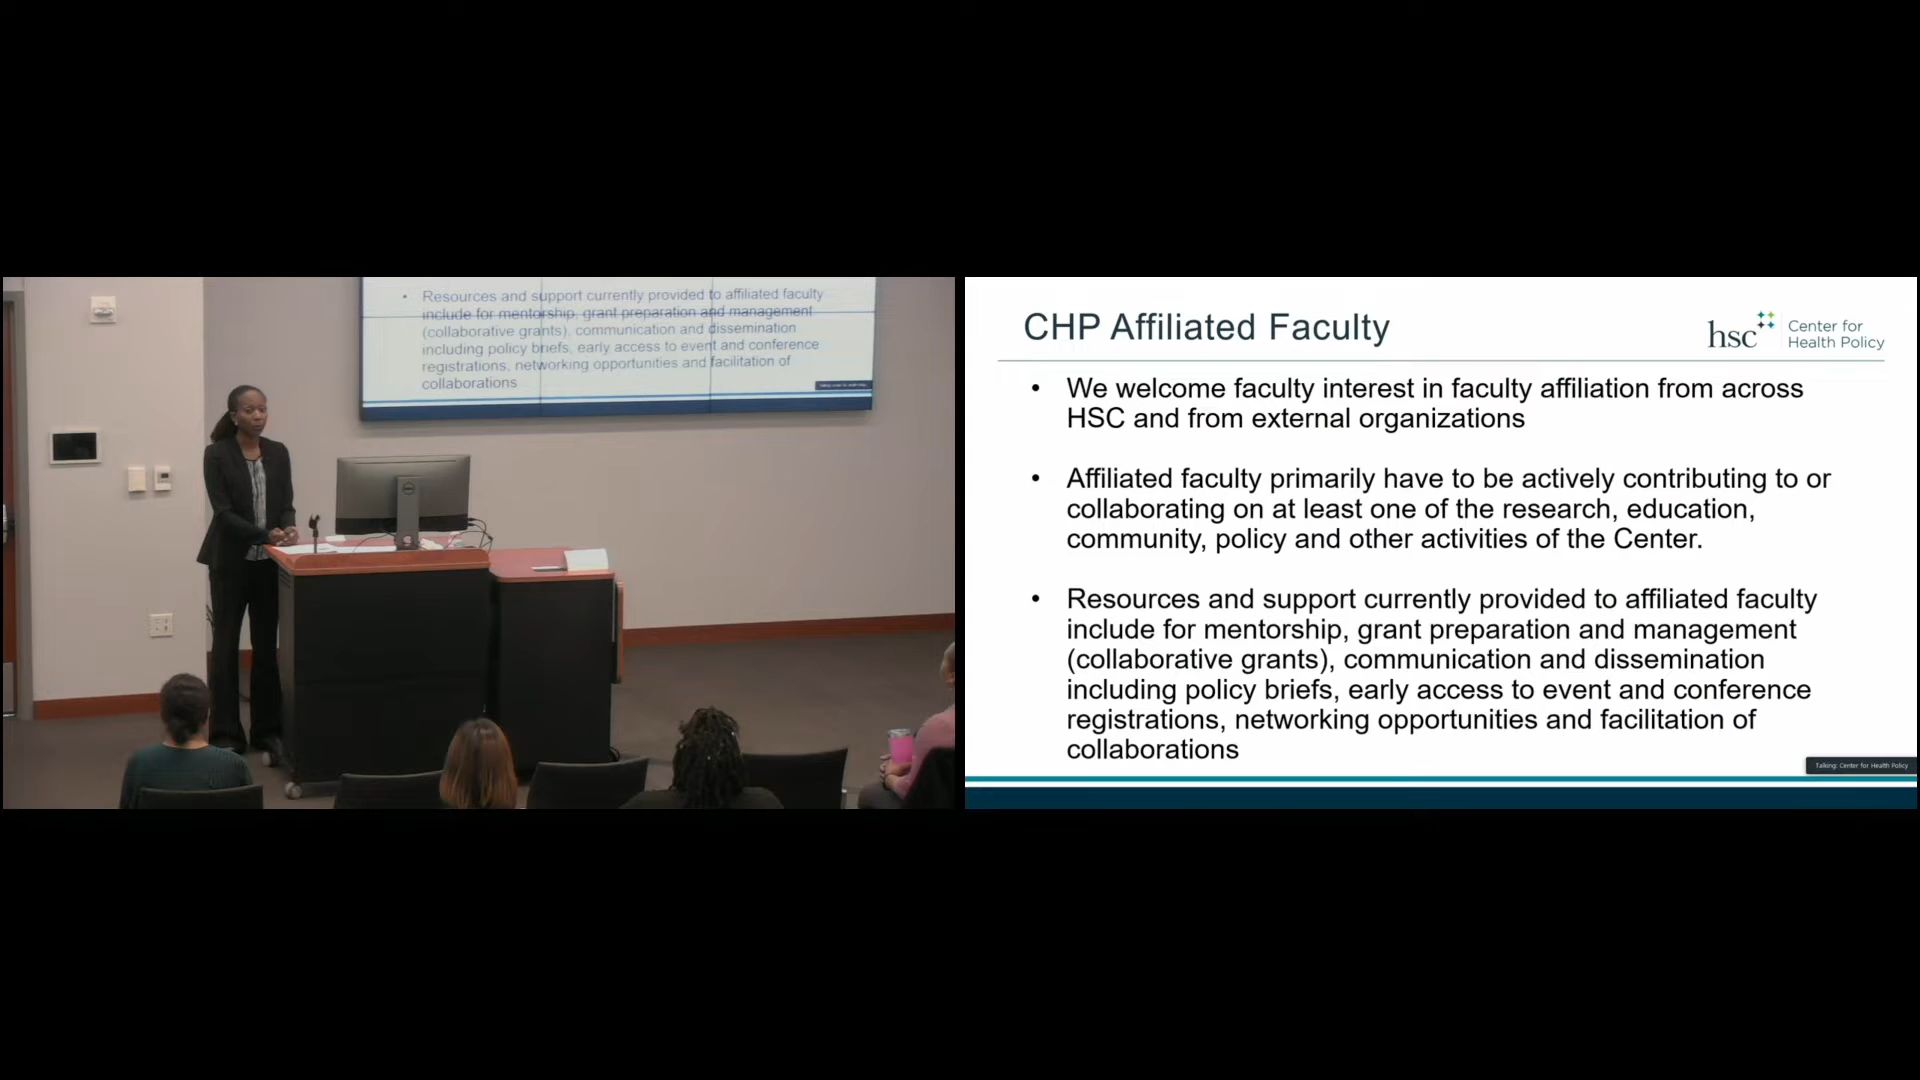 • Resources and support currently provided to affiliated faculty
include for mentorship, grant preparation and management
(collaborative grants), communication and dissemination
including policy briefs, early access to event and conference
registrations, networking opportunities and facilitation of
collaborations
CHP Affiliated Faculty
hsc Center for
Health Policy
• We welcome faculty interest in faculty affiliation from across
HSC and from external organizations
• Affiliated faculty primarily have to be actively contributing to or
collaborating on at least one of the research, education,
community, policy and other activities of the Center.
• Resources and support currently provided to affiliated faculty
include for mentorship, grant preparation and management
(collaborative grants), communication and dissemination
including policy briefs, early access to event and conference
registrations, networking opportunities and facilitation of
collaborations
Talking: Center for Health Policy